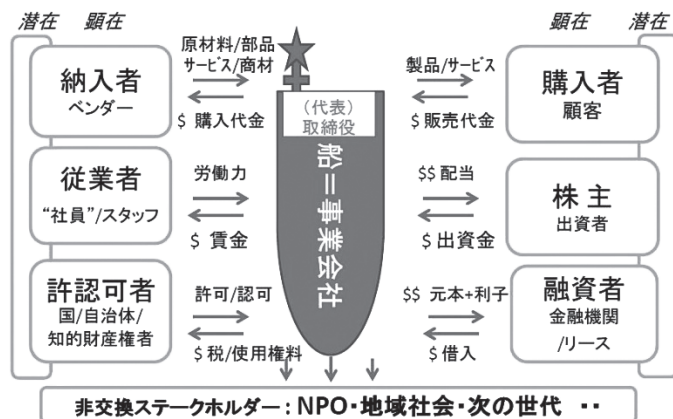 潜在 顕在
顕在 潜在
納入者
ベンダー
原材料/部品
サービス/商材
$ 購入代金
従業者
“社員”/スタッフ
労働力
$ 賃金
許認可者
国/自治体/
知的財産権者
許可/認可
$税/使用権料
(代表)
取締役
船=事業会社
製品/サービス
$販売代金
購入者
顧客
$$ 配当
$出資金
株主
出資者
$$ 元本+利子
$借入
融資者
金融機関
/リース
非交換ステークホルダー:NPO・地域社会・次の世代 ‥